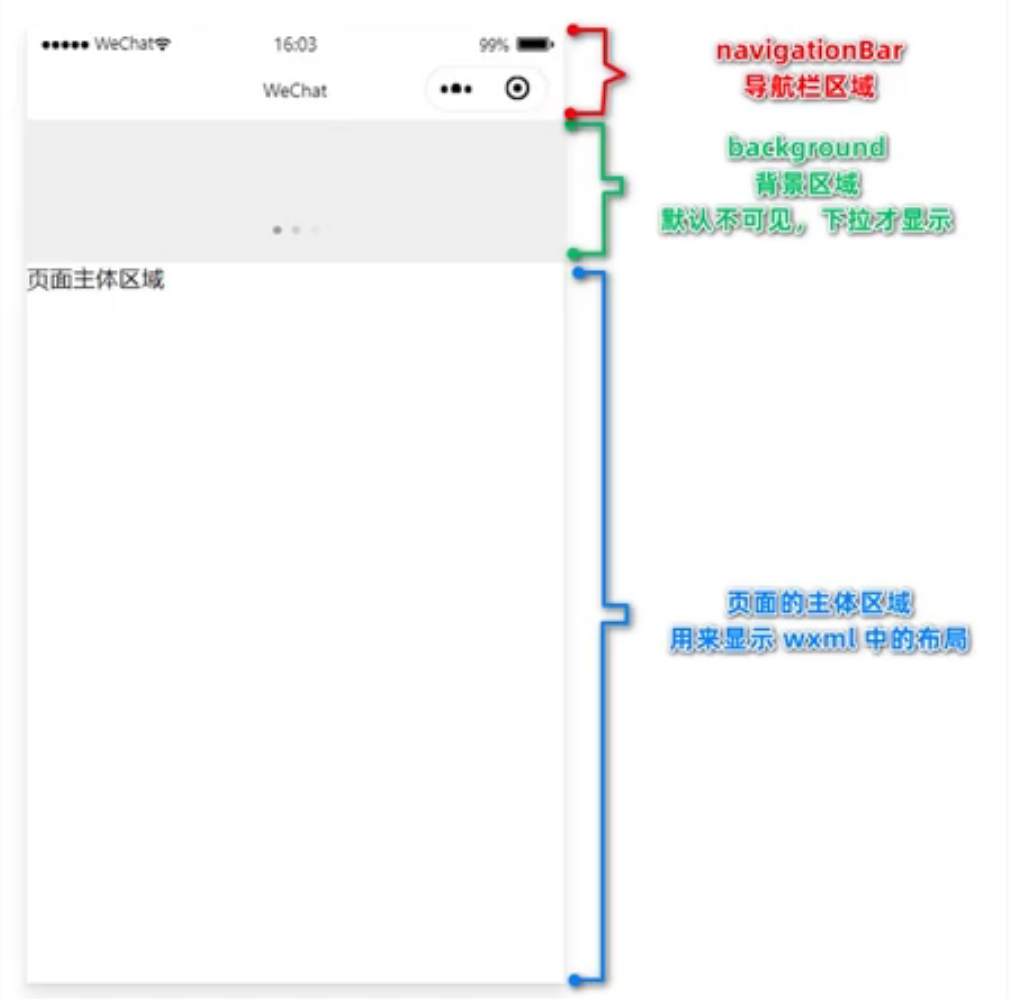 WeChat
16:03
99%
WeChat
页面主体区域
navigationBar
导航栏区域
background
背景区域
默认不可见，下拉才显示
页面的主体区域
用来显示 wxml 中的布局